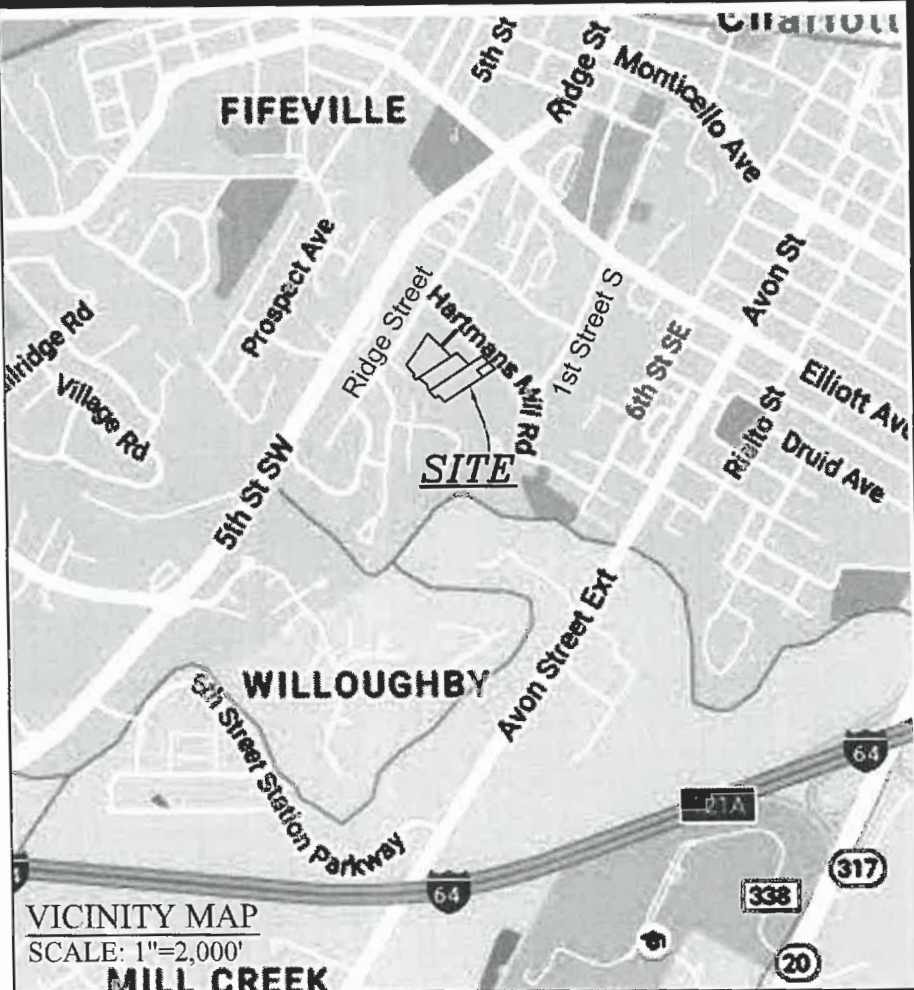 5th St
Ridge St
Monticello Ave
FIFEVILLE
Prospect Ave
Avon St
Ridge Street
Hartmans Mill Rd
1st Street S
6th St SE
Village Rd
Elliott Ave
Rialto St
Druid Ave
SITE
5th St SW
Avon Street Ext
WILLOUGHBY
5th Street Station Parkway
64
21A
317
64
338
VICINITY MAP
SCALE: 1"=2,000'
20
MILL CREEK